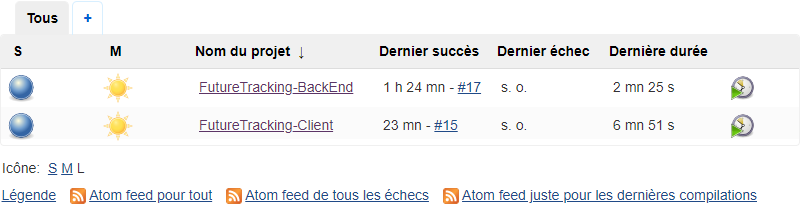 Tous +
S M Nom du projet ↓ Dernier succès Dernier échec Dernière durée
FutureTracking-BackEnd 1 h 24 mn - #17 s. o. 2 mn 25 s
FutureTracking-Client 23 mn - #15 s. o. 6 mn 51 s
Icône: S M L
Légende Atom feed pour tout Atom feed de tous les échecs Atom feed juste pour les dernières compilations